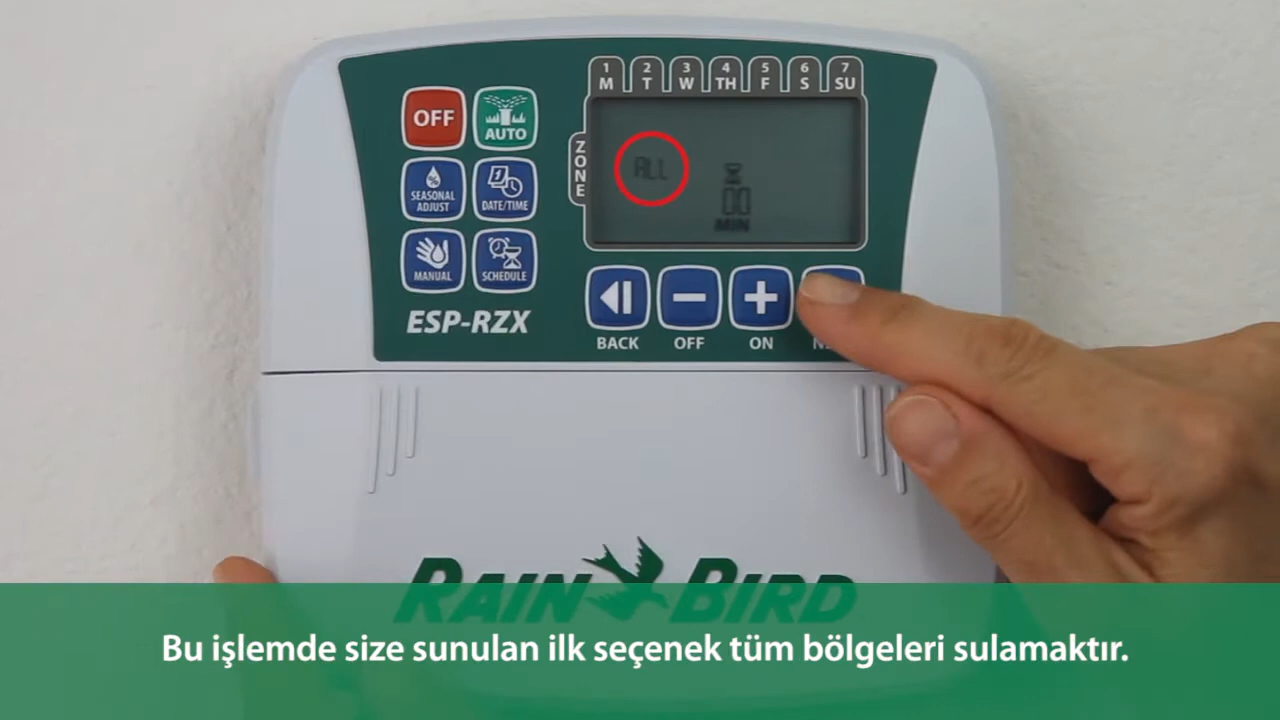 1 2 3 4 5 6 7
M T W TH F S SU
OFF
AUTO
ZONE
ALL
SEASONAL
ADJUST
DATE/TIME
00
MIN
MANUAL
SCHEDULE
ESP-RZX
BACK OFF ON
RAIN BIRD
Bu işlemde size sunulan ilk seçenek tüm bölgeleri sulamaktır.